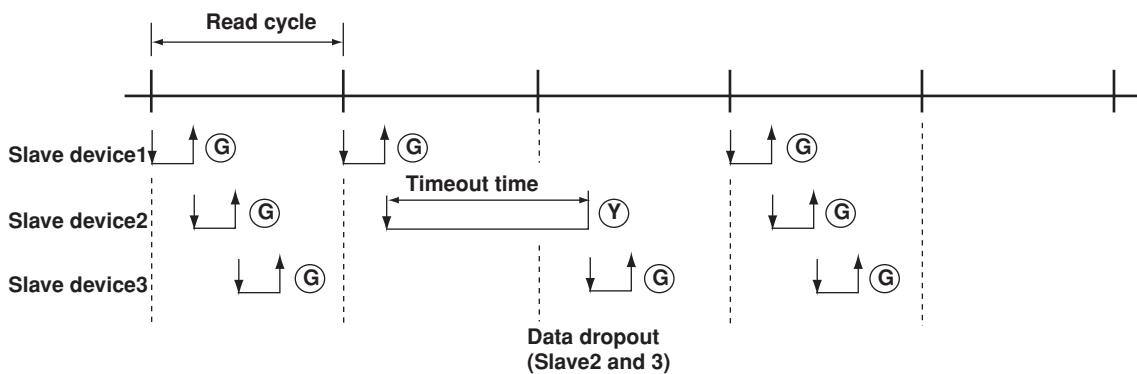 Read cycle
Slave device1 G G G
Timeout time
Slave device2 G Y G
Slave device3 G G G
Data dropout
(Slave2 and 3)